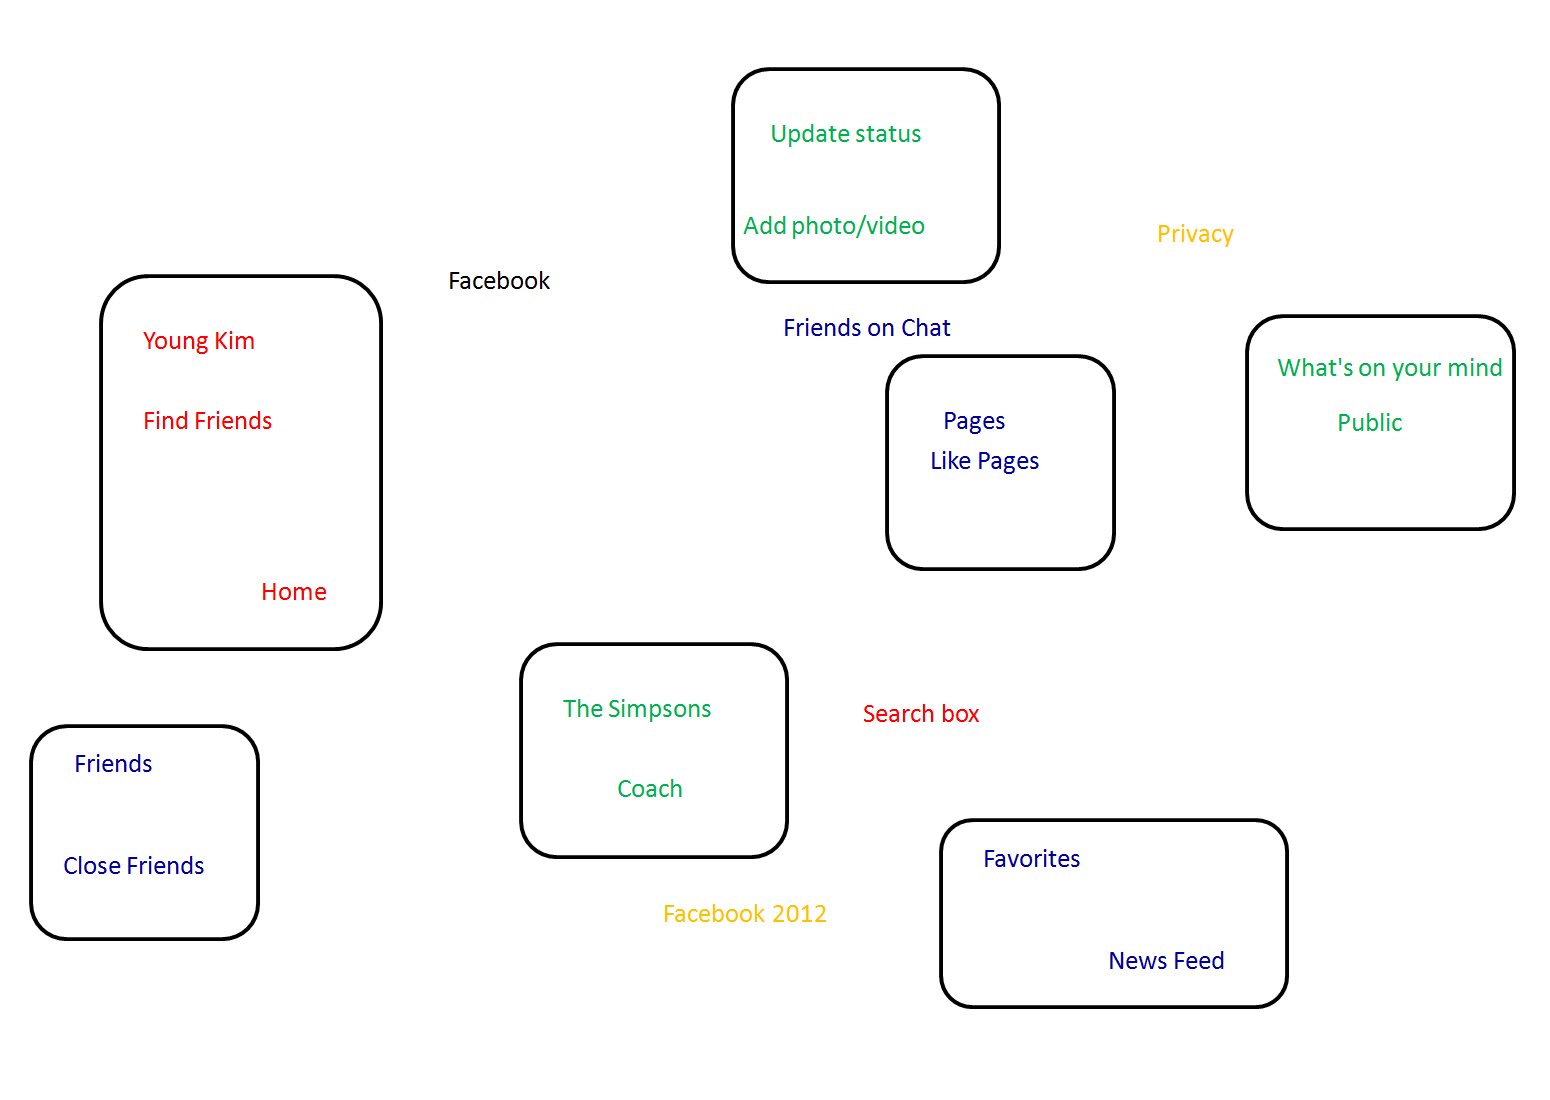 Update status
Add photo/video
Privacy
Facebook
Friends on Chat
Young Kim
Find Friends
Home
Pages
Like Pages
What's on your mind
Public
The Simpsons
Coach
Search box
Friends
Close Friends
Favorites
News Feed
Facebook 2012